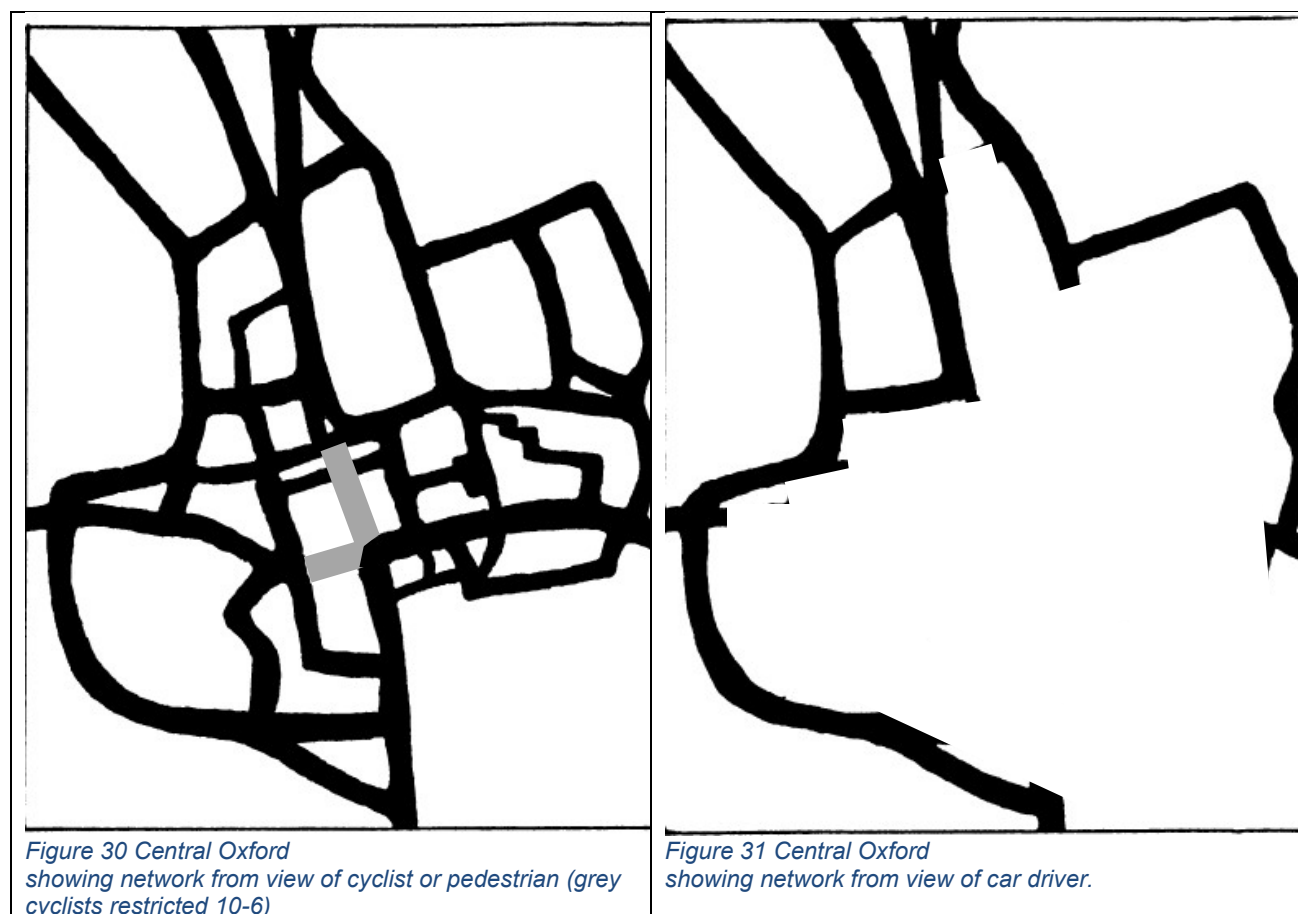 Figure 30 Central Oxford
showing network from view of cyclist or pedestrian (grey
cyclists restricted 10-6)
Figure 31 Central Oxford
showing network from view of car driver.